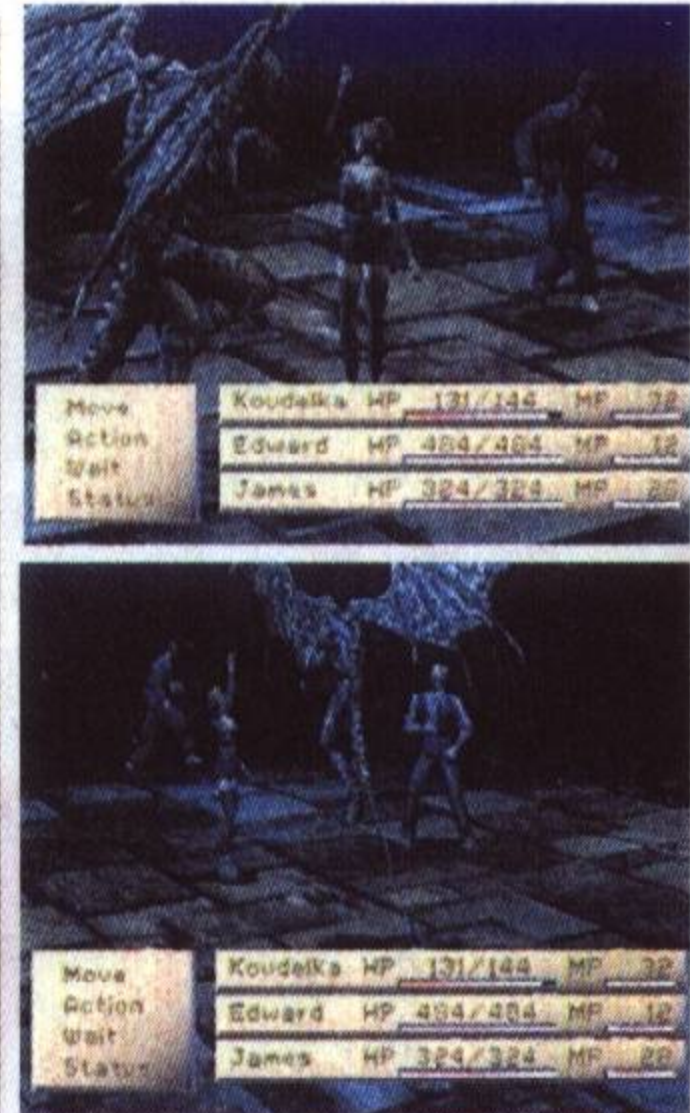 Move
Action
Wait
Status
Koudelka HP 131/144 MP 32
Edward HP 484/484 MP 12
James HP 324/324 MP 28
Move
Action
Wait
Status
Koudelka HP 131/144 MP 32
Edward HP 484/484 MP 12
James HP 324/324 MP 28